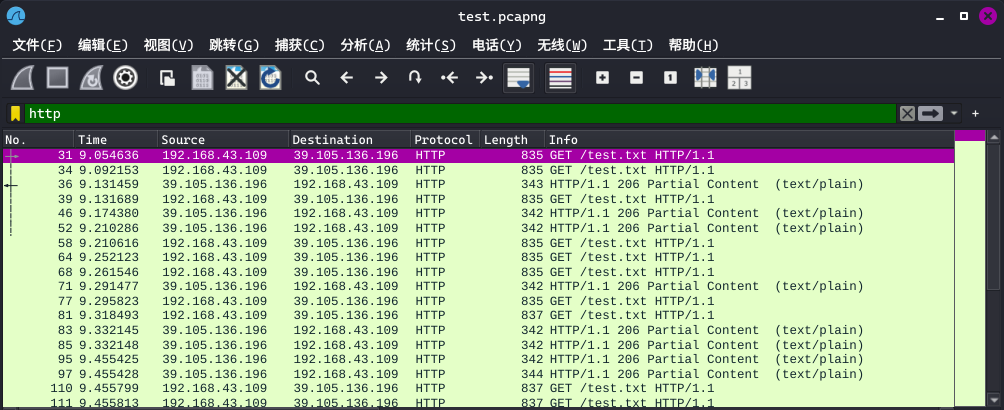 test.pcapng
文件(F) 编辑(E) 视图(V) 跳转(G) 捕获(C) 分析(A) 统计(S) 电话(Y) 无线(W) 工具(T) 帮助(H)
http
No. Time Source Destination Protocol Length Info
31 9.054636 192.168.43.109 39.105.136.196 HTTP 835 GET /test.txt HTTP/1.1
34 9.092153 192.168.43.109 39.105.136.196 HTTP 835 GET /test.txt HTTP/1.1
36 9.131459 39.105.136.196 192.168.43.109 HTTP 343 HTTP/1.1 206 Partial Content (text/plain)
39 9.131689 192.168.43.109 39.105.136.196 HTTP 835 GET /test.txt HTTP/1.1
46 9.174380 39.105.136.196 192.168.43.109 HTTP 342 HTTP/1.1 206 Partial Content (text/plain)
52 9.210286 39.105.136.196 192.168.43.109 HTTP 342 HTTP/1.1 206 Partial Content (text/plain)
58 9.210616 192.168.43.109 39.105.136.196 HTTP 835 GET /test.txt HTTP/1.1
64 9.252123 192.168.43.109 39.105.136.196 HTTP 835 GET /test.txt HTTP/1.1
68 9.261546 192.168.43.109 39.105.136.196 HTTP 835 GET /test.txt HTTP/1.1
71 9.291477 39.105.136.196 192.168.43.109 HTTP 342 HTTP/1.1 206 Partial Content (text/plain)
77 9.295823 192.168.43.109 39.105.136.196 HTTP 835 GET /test.txt HTTP/1.1
81 9.318493 192.168.43.109 39.105.136.196 HTTP 837 GET /test.txt HTTP/1.1
83 9.332145 39.105.136.196 192.168.43.109 HTTP 342 HTTP/1.1 206 Partial Content (text/plain)
85 9.332148 39.105.136.196 192.168.43.109 HTTP 342 HTTP/1.1 206 Partial Content (text/plain)
95 9.455425 39.105.136.196 192.168.43.109 HTTP 342 HTTP/1.1 206 Partial Content (text/plain)
97 9.455428 39.105.136.196 192.168.43.109 HTTP 344 HTTP/1.1 206 Partial Content (text/plain)
110 9.455799 192.168.43.109 39.105.136.196 HTTP 837 GET /test.txt HTTP/1.1
111 9.455813 192.168.43.109 39.105.136.196 HTTP 837 GET /test.txt HTTP/1.1